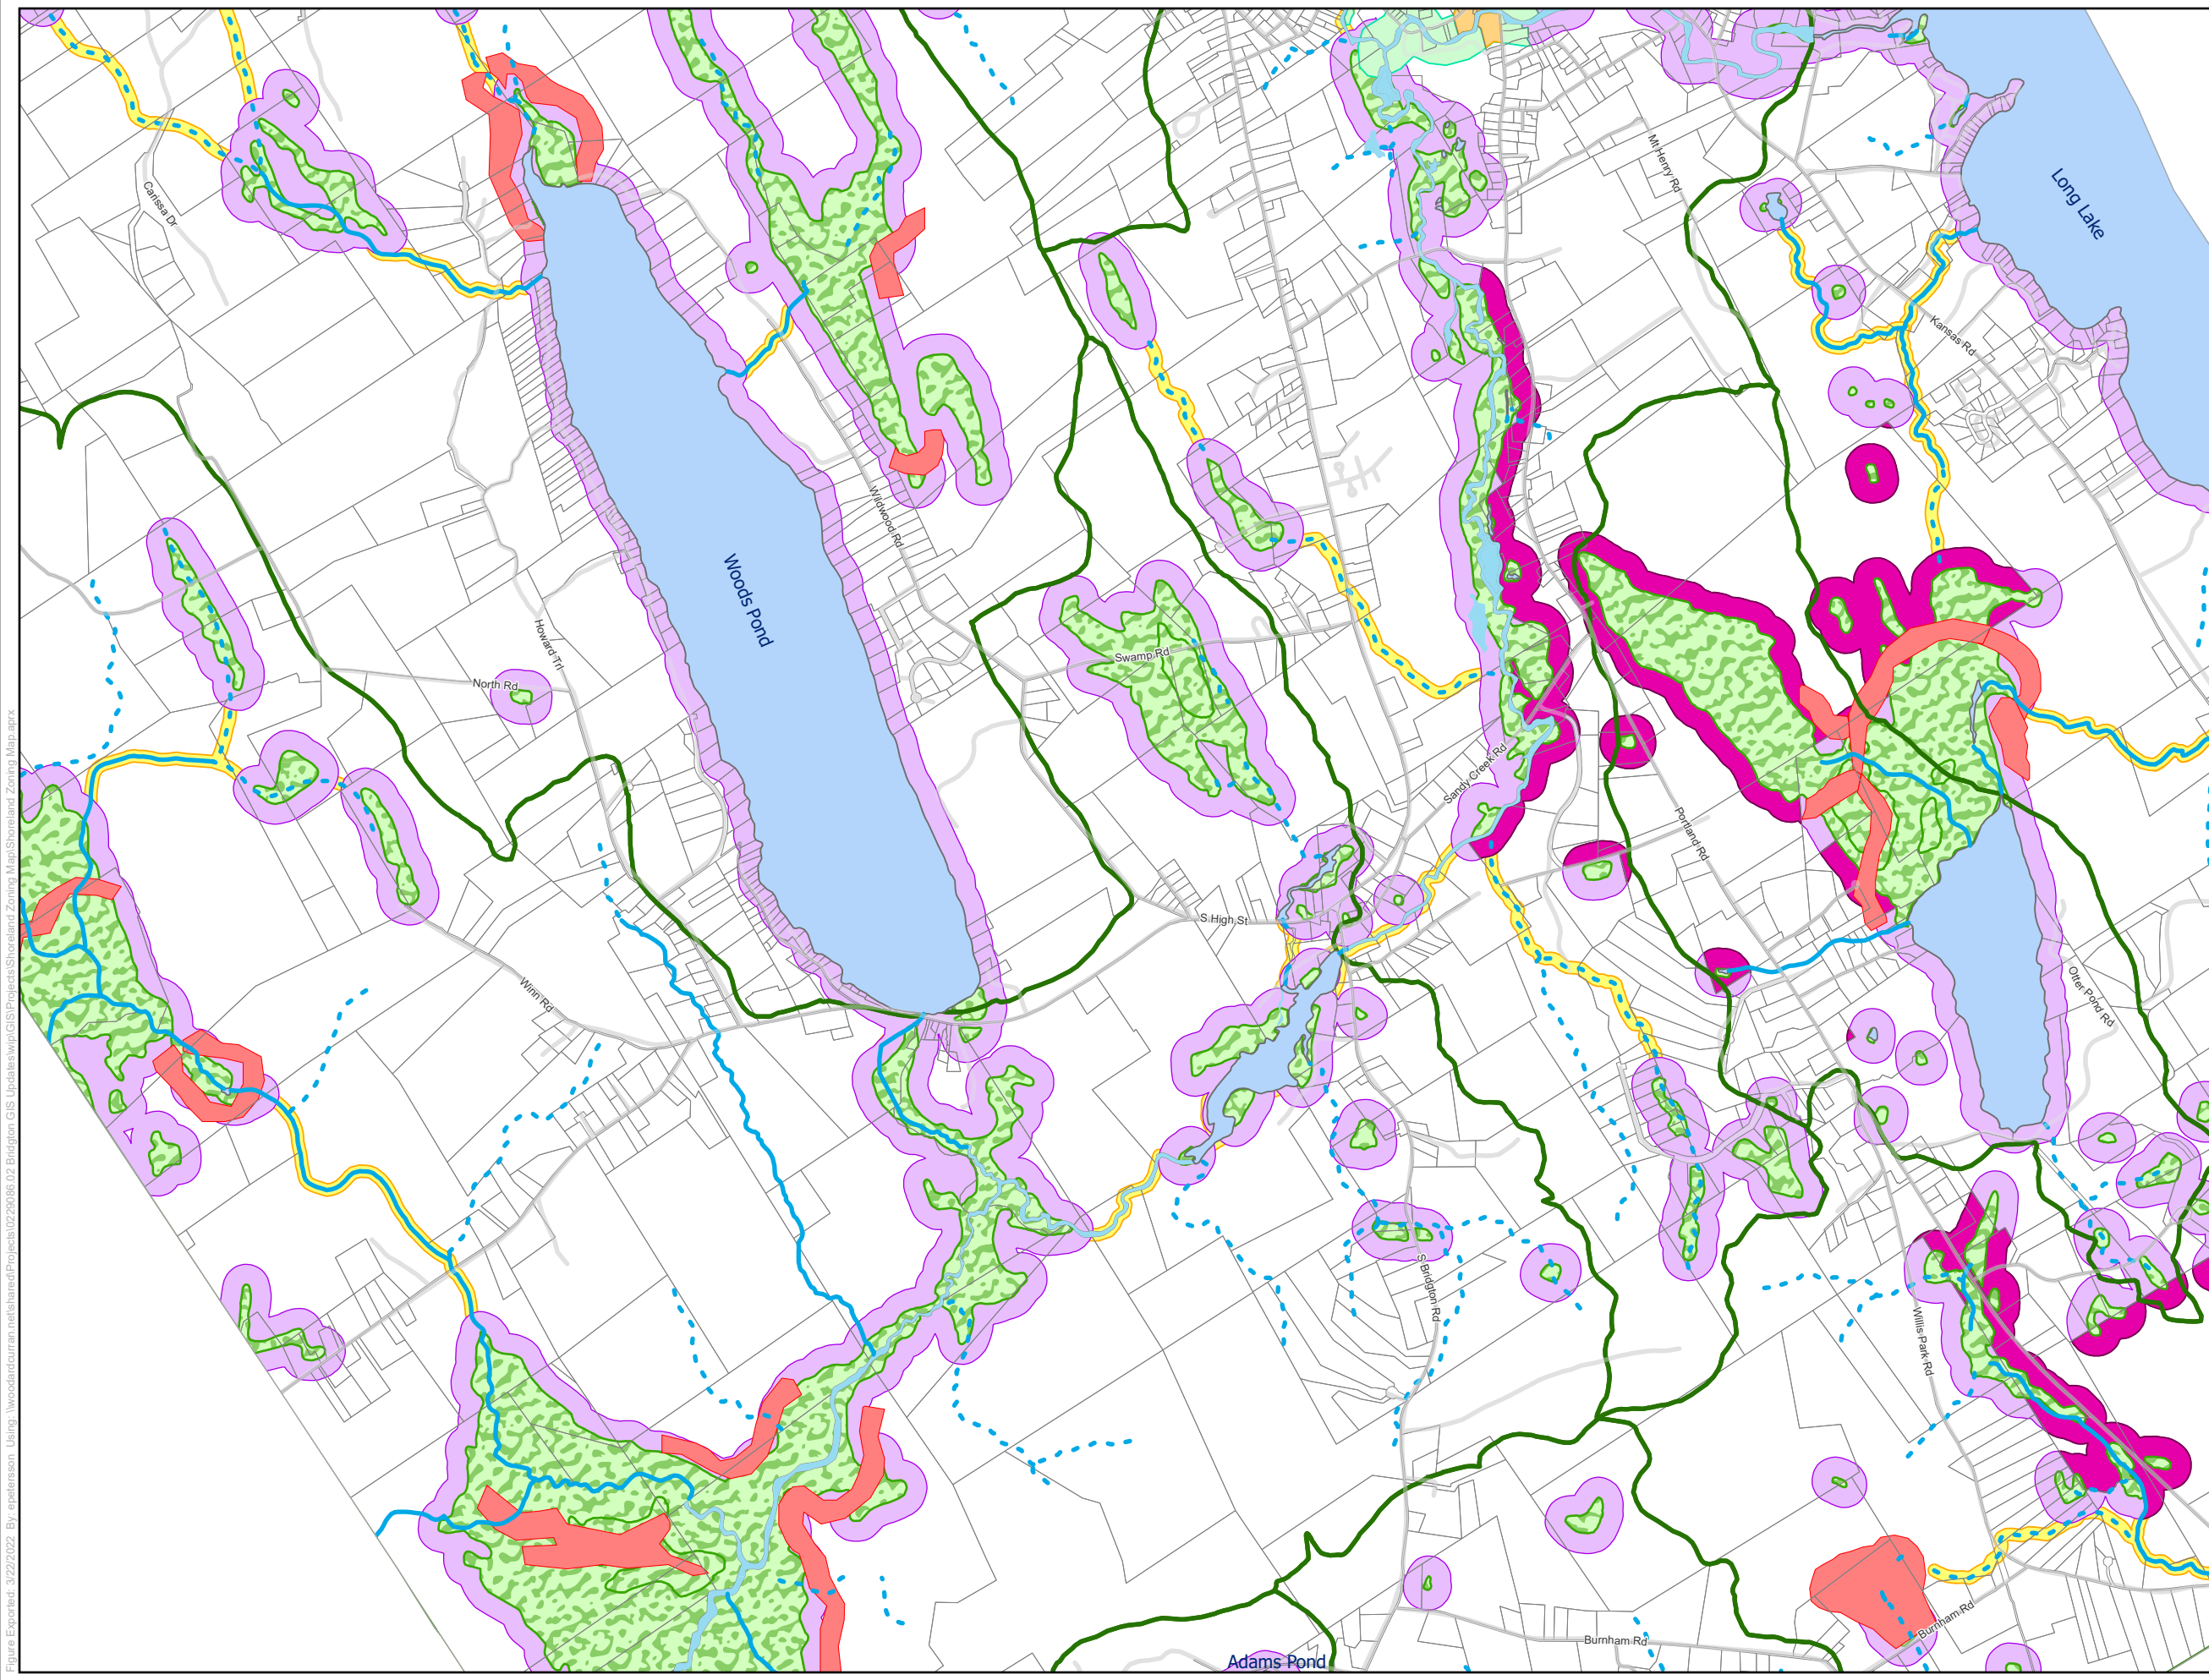 Carissa Dr
Mt Henry Rd
Long Lake
Kansas Rd
Wildwood Rd
Woods Pond
Howard Trl
Swamp Rd
North Rd
Sandy Creek Rd
Portland Rd
S High St
Otter Pond Rd
Winn Rd
S Bridgton Rd
Willis Park Rd
Burnham Rd
Burnham Rd
Adams Pond
Figure Exported: 3/22/2022 By: epetersson Using: \\woodardcurran.net\shared\Projects\0229086.02 Bridgton GIS Updates\wip\GIS\Projects\Shoreland Zoning Map\Shoreland Zoning Map.aprx